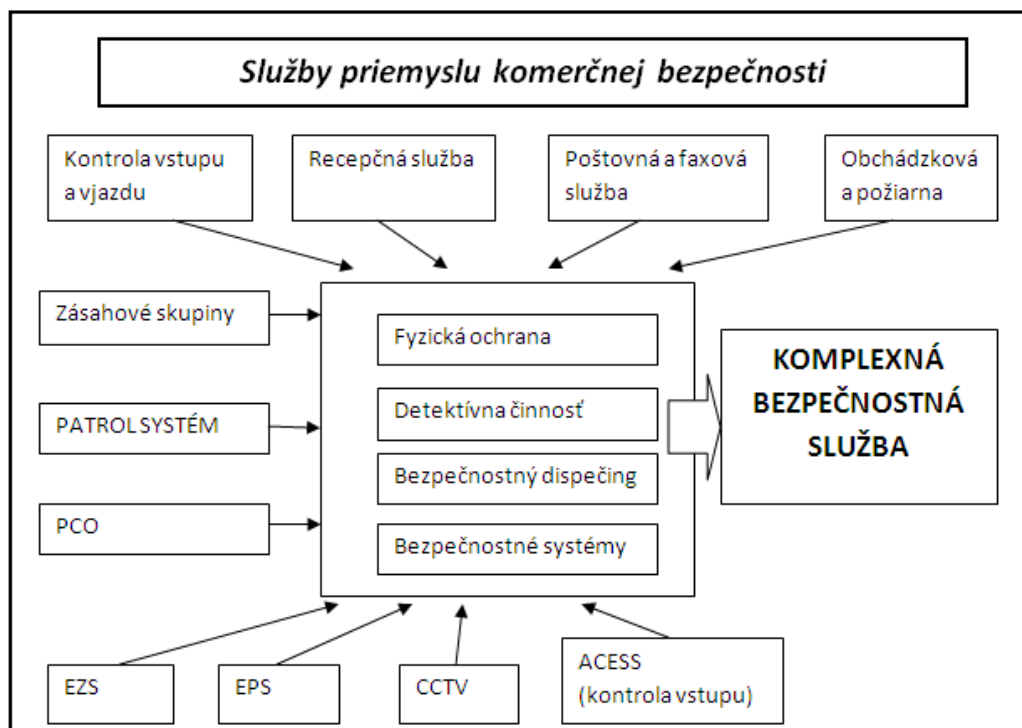 Služby priemyslu komerčnej bezpečnosti
Kontrola vstupu
a vjazdu
Recepčná služba
Poštovná a faxová
služba
Obchádzková
a požiarna
Zásahové skupiny
PATROL SYSTÉM
PCO
Fyzická ochrana
Detektívna činnosť
Bezpečnostný dispečing
Bezpečnostné systémy
KOMPLEXNÁ
BEZPEČNOSTNÁ
SLUŽBA
EZS
EPS
CCTV
ACESS
(kontrola vstupu)